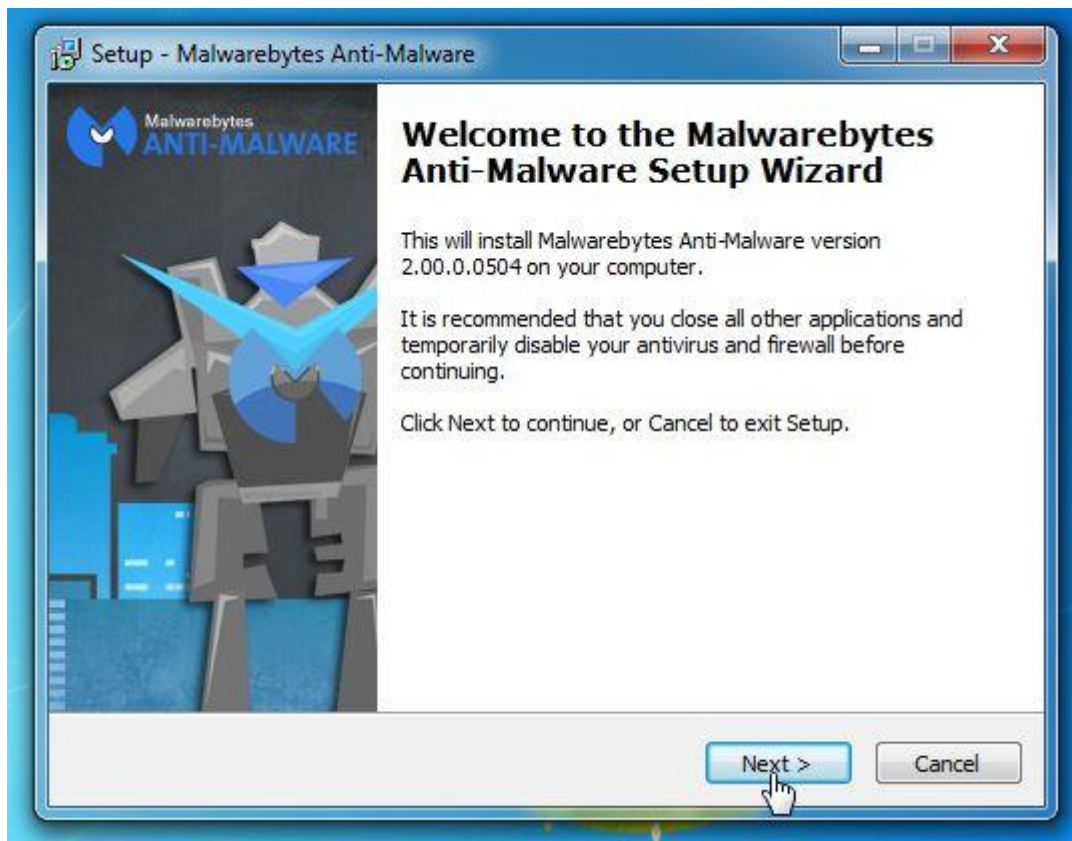 Setup - Malwarebytes Anti-Malware
Malwarebytes
ANTI-MALWARE
Welcome to the Malwarebytes
Anti-Malware Setup Wizard
This will install Malwarebytes Anti-Malware version
2.00.0.0504 on your computer.
It is recommended that you close all other applications and
temporarily disable your antivirus and firewall before
continuing.
Click Next to continue, or Cancel to exit Setup.
Next >
Cancel